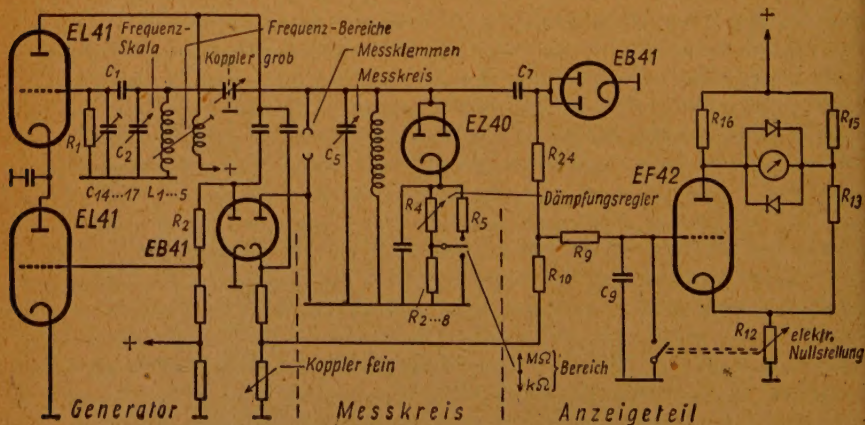 EL41
Frequenz-
Skala
Frequenz-Bereiche
Koppler grob
Messklemmen
Messkreis
C7
EB41
+
C1
R1
C2
C5
EZ40
R16
R15
R24
EF42
C14...17
L1...5
+
EL41
R2
EB41
R4
R5
Dämpfungsregler
R9
R13
R10
C9
R2...8
R12
elektr.
Nullstellung
+
Koppler fein
MΩ
kΩ
Bereich
Generator
Messkreis
Anzeigeteil